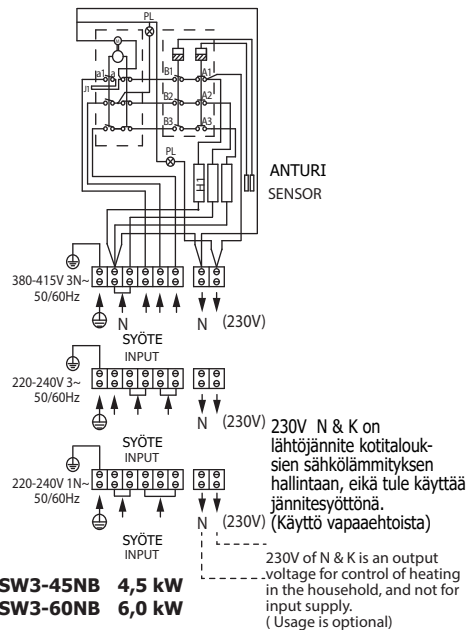 PL
M
a1
a
J1
B1
A1
B2
A2
B3
A3
PL
H1
ANTURI
SENSOR
380-415V 3N~
50/60Hz
N
N
(230V)
SYÖTE
INPUT
220-240V 3~
50/60Hz
N
(230V)
SYÖTE
INPUT
220-240V 1N~
50/60Hz
N
(230V)
SYÖTE
INPUT
230V N & K on
lähtöjännite kotitalouk-
sien sähkölämmityksen
hallintaan, eikä tule käyttää
jännitesyöttönä.
(Käyttö vapaaehtoista)
230V of N & K is an output
voltage for control of heating
in the household, and not for
input supply.
( Usage is optional)
SW3-45NB 4,5 kW
SW3-60NB 6,0 kW